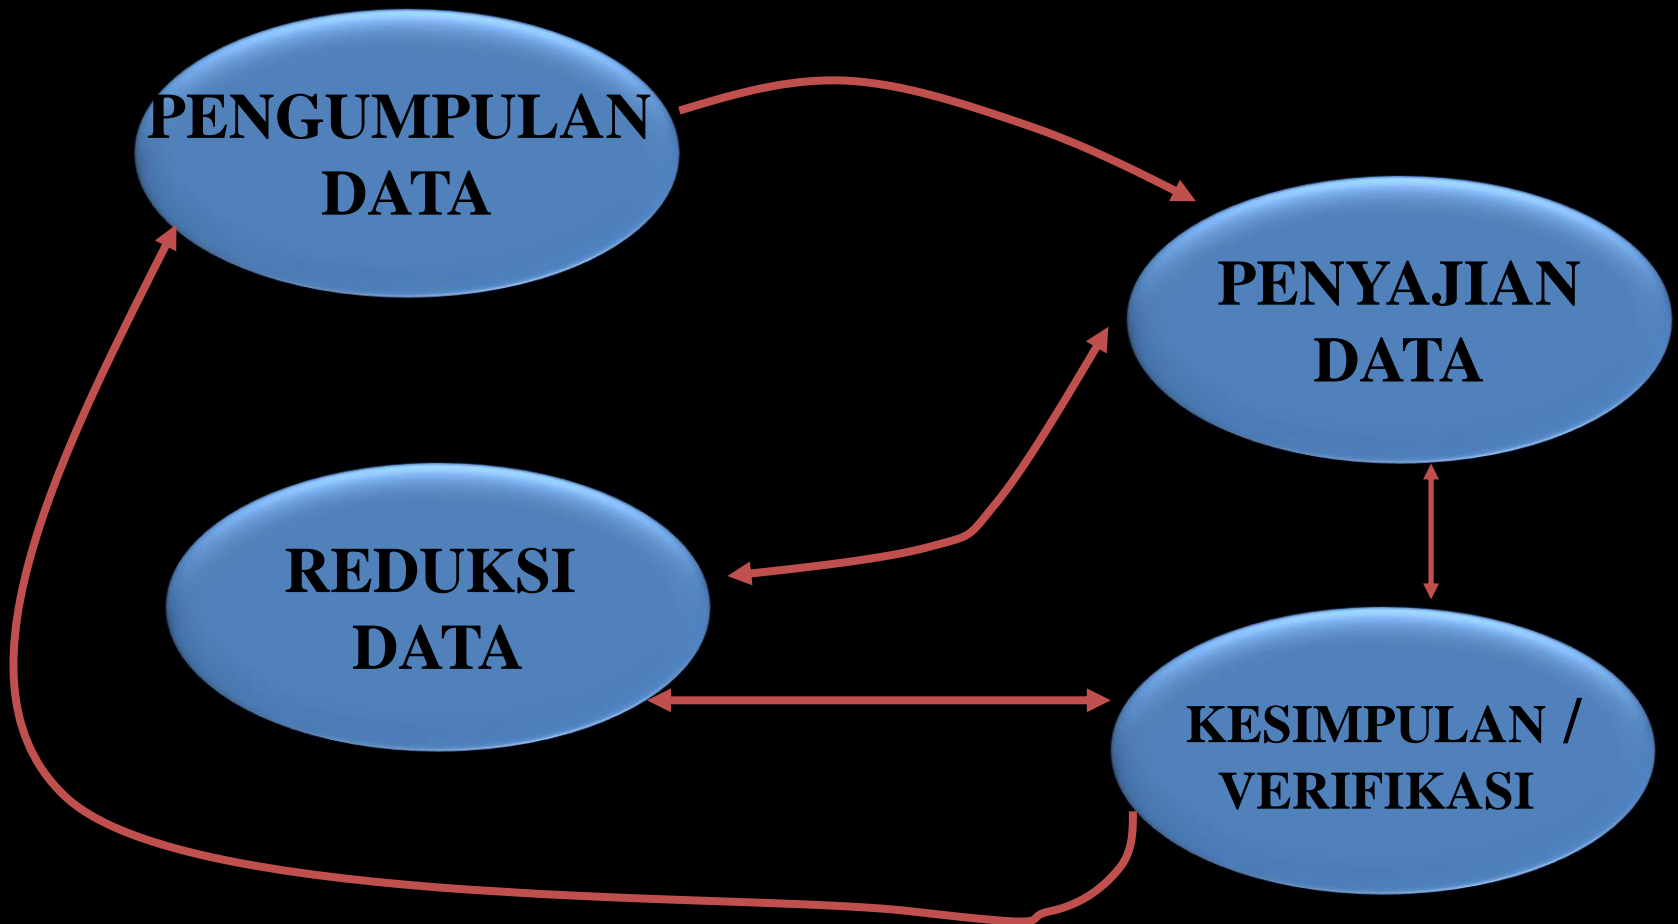 PENGUMPULAN
DATA
PENYAJIAN
DATA
REDUKSI
DATA
KESIMPULAN /
VERIFIKASI